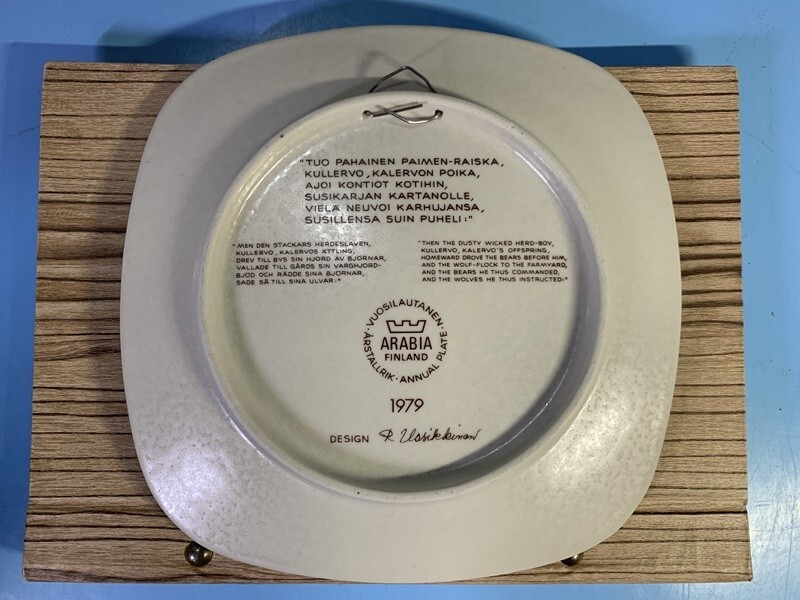 "TUO PAHAINEN PAIMEN-RAISKA,
KULLERVO, KALERVON POIKA,
AJOI KONTIOT KOTIHIN,
SUSIKARJAN KARTANOLLE,
VIELÄ NEUVOI KARHUJANSA,
SUSILLENSA SUIN PUHELI:"
"MEN DEN STACKARS HERDESLAVEN,
KULLERVO, KALERVOS ÄTTLING,
DREV TILL BYS SIN HJORD AV BJÖRNAR,
VALLADE TILL GÅRDS SIN VARGHJORD-
BJÖD OCH RÅDDE SINA BJÖRNAR,
SADE SÅ TILL SINA ULVAR:"
"THEN THE DUSTY WICKED HERD-BOY,
KULLERVO, KALERVO'S OFFSPRING,
HOMEWARD DROVE THE BEARS BEFORE HIM,
AND THE WOLF-FLOCK TO THE FARMYARD,
AND THE BEARS HE THUS COMMANDED,
AND THE WOLVES HE THUS INSTRUCTED:"
·VUOSILAUTANEN·
ARABIA
FINLAND
ÅRSTALLRIK·ANNUAL PLATE
1979
DESIGN R Uosikkinen